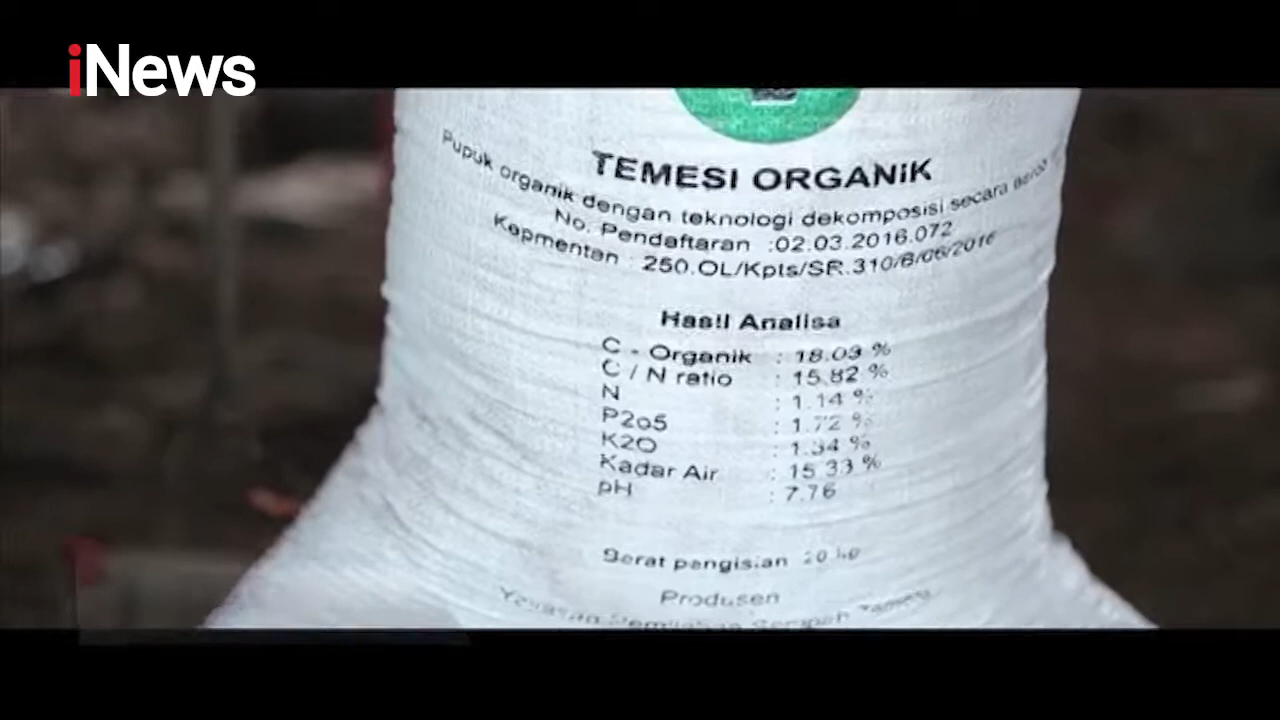 iNews
TEMESI ORGANiK
Pupuk organik dengan teknologi dekomposisi secara
No. Pendaftaran :02.03.2016.072
Kepmentan : 250.OL/Kpts/SR.310/B/06/2016
Hasil Analisa
C - Organik : 18.03 %
C / N ratio : 15.82 %
N : 1.14 %
P2o5 : 1.72 %
K2O : 1.34 %
Kadar Air : 15.33 %
pH : 7.76
Berat pengisian 20 kg
Produsen